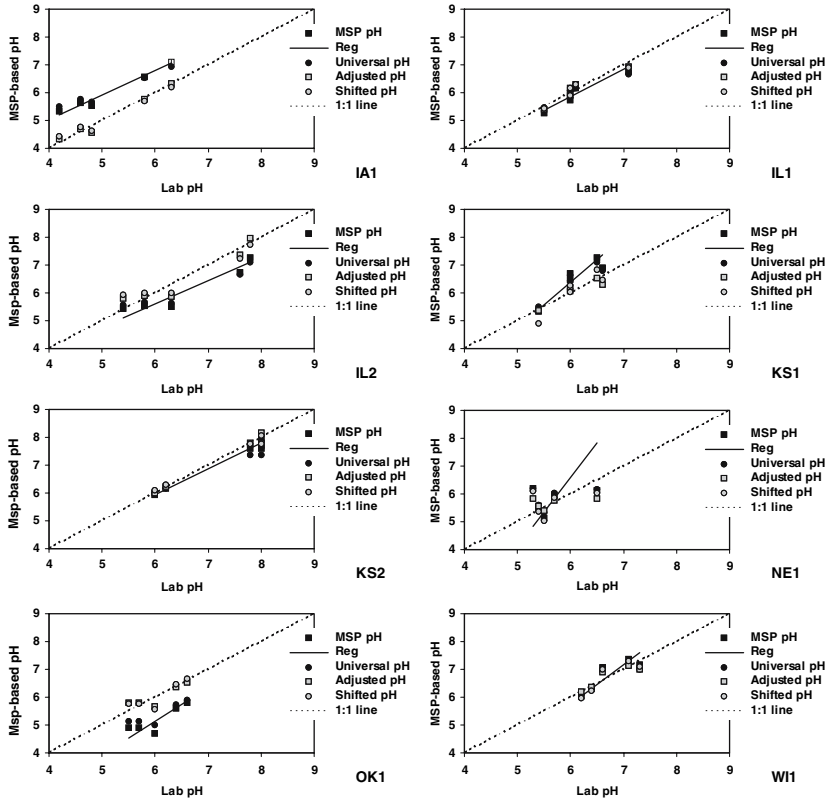 9
8
7
6
5
4
4 5 6 7 8 9
MSP-based pH
Lab pH
MSP pH
Reg
Universal pH
Adjusted pH
Shifted pH
1:1 line
IA1
9
8
7
6
5
4
4 5 6 7 8 9
MSP-based pH
Lab pH
MSP pH
Reg
Universal pH
Adjusted pH
Shifted pH
1:1 line
IL1
9
8
7
6
5
4
4 5 6 7 8 9
Msp-based pH
Lab pH
MSP pH
Reg
Universal pH
Adjusted pH
Shifted pH
1:1 line
IL2
9
8
7
6
5
4
4 5 6 7 8 9
MSP-based pH
Lab pH
MSP pH
Reg
Universal pH
Adjusted pH
Shifted pH
1:1 line
KS1
9
8
7
6
5
4
4 5 6 7 8 9
Msp-based pH
Lab pH
MSP pH
Reg
Universal pH
Adjusted pH
Shifted pH
1:1 line
KS2
9
8
7
6
5
4
4 5 6 7 8 9
MSP-based pH
Lab pH
MSP pH
Reg
Universal pH
Adjusted pH
Shifted pH
1:1 line
NE1
9
8
7
6
5
4
4 5 6 7 8 9
Msp-based pH
Lab pH
MSP pH
Reg
Universal pH
Adjusted pH
Shifted pH
1:1 line
OK1
9
8
7
6
5
4
4 5 6 7 8 9
MSP-based pH
Lab pH
MSP pH
Reg
Universal pH
Adjusted pH
Shifted pH
1:1 line
WI1